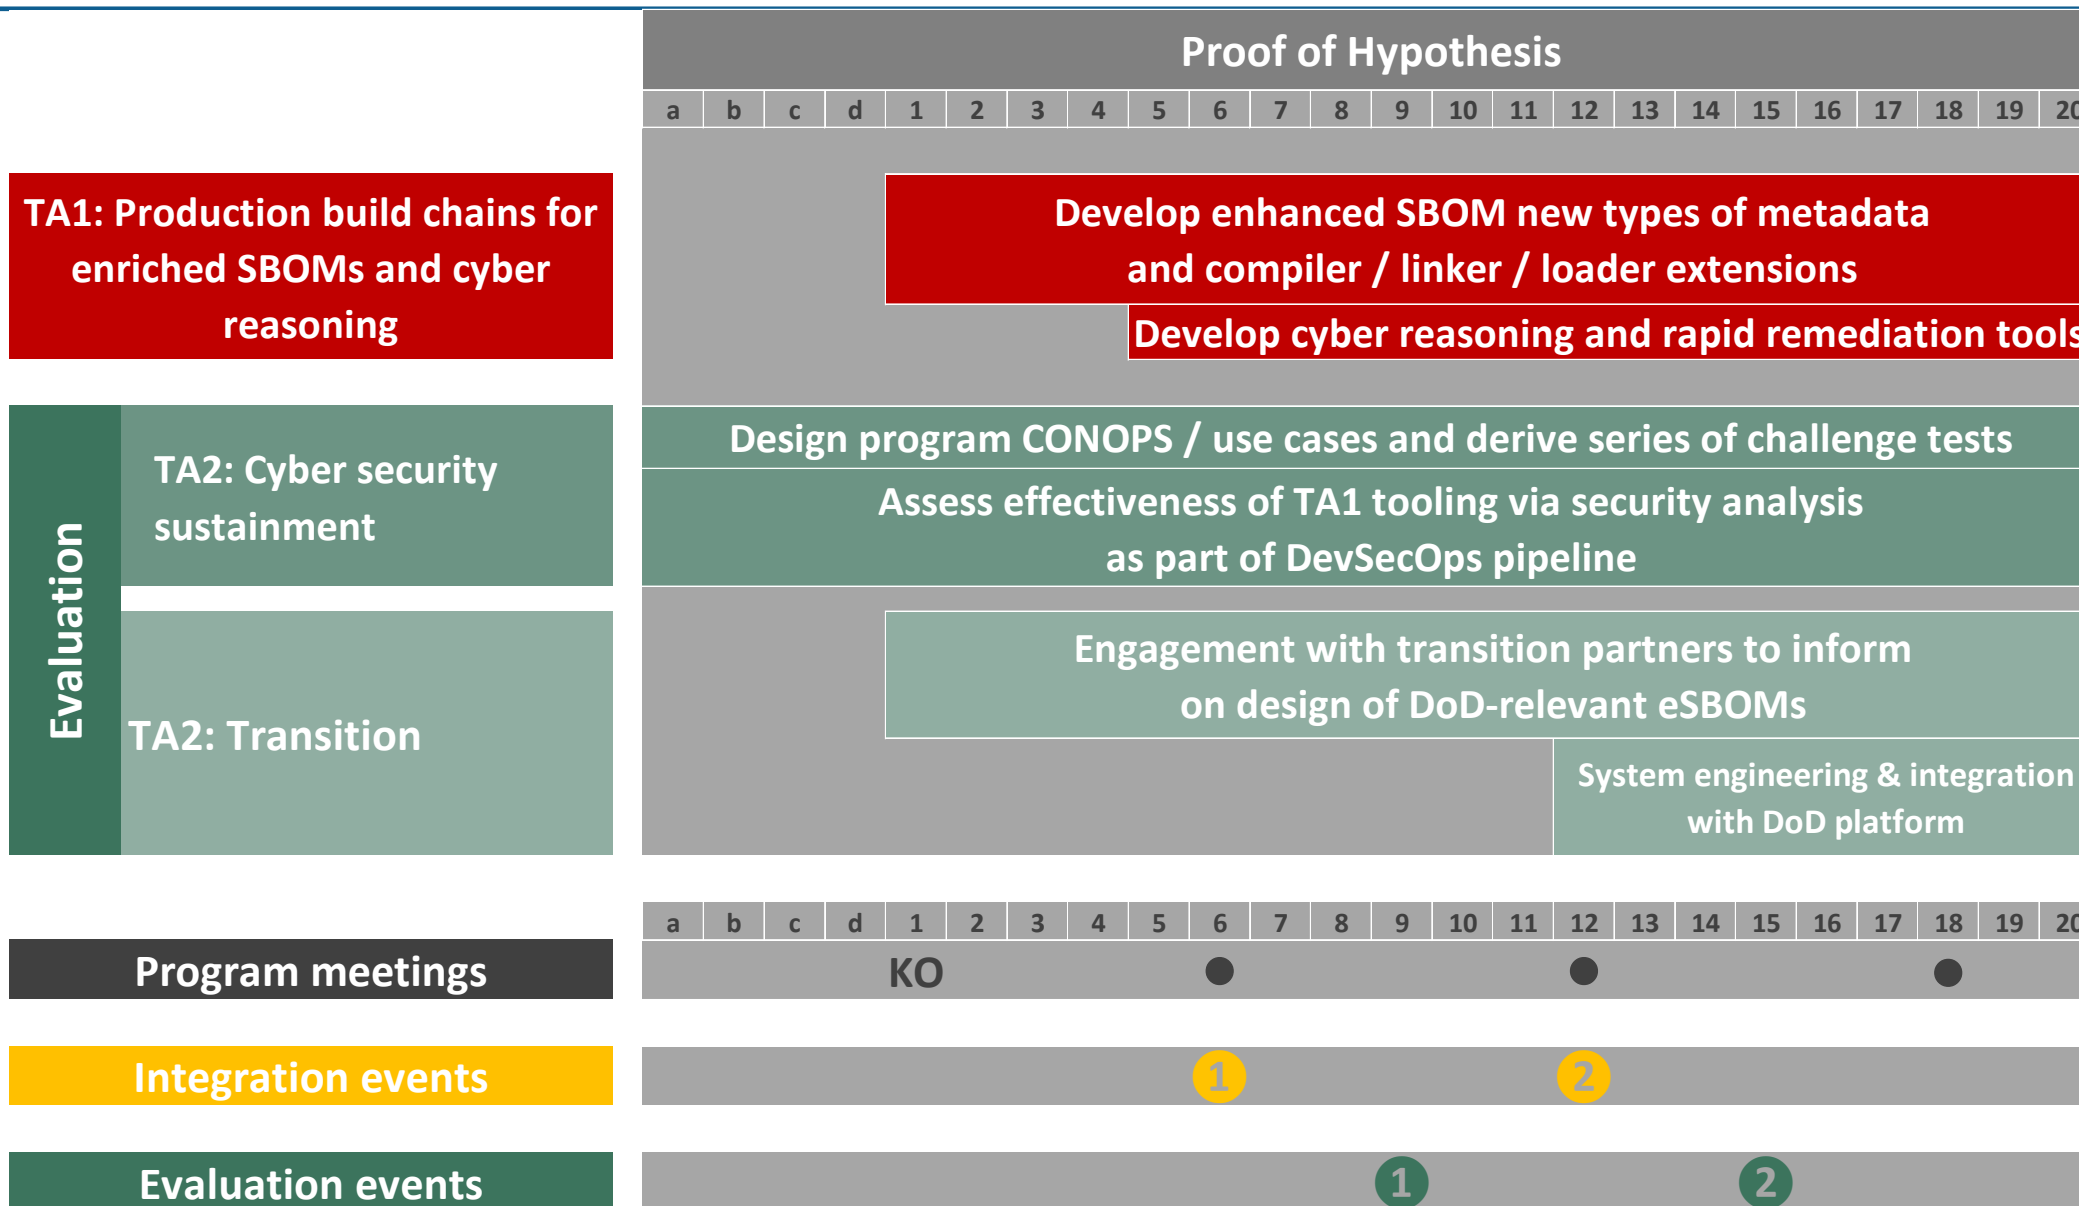 Proof of Hypothesis
a b c d 1 2 3 4 5 6 7 8 9 10 11 12 13 14 15 16 17 18 19 20
TA1: Production build chains for
enriched SBOMs and cyber
reasoning
Develop enhanced SBOM new types of metadata
and compiler / linker / loader extensions
Develop cyber reasoning and rapid remediation tools
Evaluation
TA2: Cyber security
sustainment
Design program CONOPS / use cases and derive series of challenge tests
Assess effectiveness of TA1 tooling via security analysis
as part of DevSecOps pipeline
TA2: Transition
Engagement with transition partners to inform
on design of DoD-relevant eSBOMs
System engineering & integration
with DoD platform
a b c d 1 2 3 4 5 6 7 8 9 10 11 12 13 14 15 16 17 18 19 20
Program meetings
KO
Integration events
1 2
Evaluation events
1 2